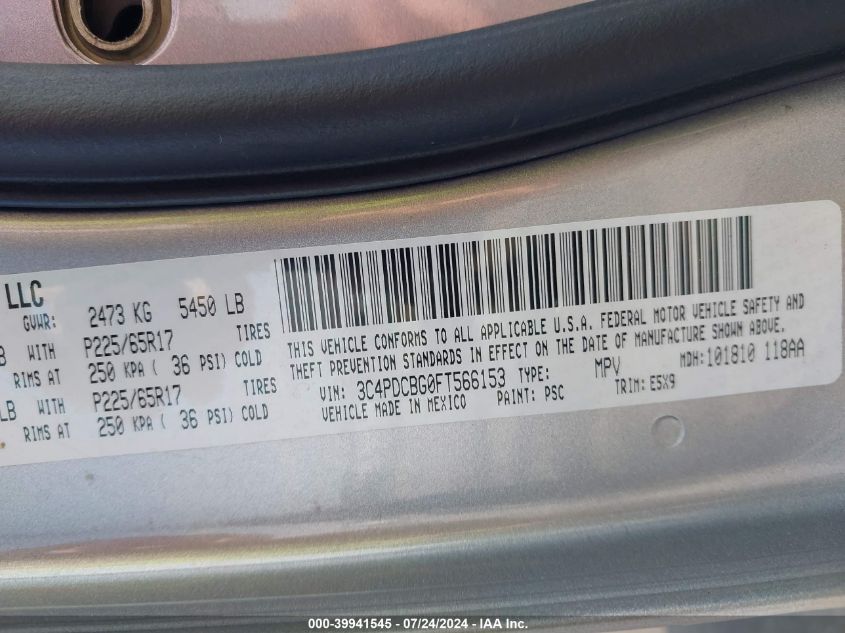 LLC
GVWR: 2473 KG 5450 LB
WITH P225/65R17 TIRES
RIMS AT 250 KPA ( 36 PSI) COLD
LB WITH P225/65R17 TIRES
RIMS AT 250 KPA ( 36 PSI) COLD
THIS VEHICLE CONFORMS TO ALL APPLICABLE U.S.A. FEDERAL MOTOR VEHICLE SAFETY AND
THEFT PREVENTION STANDARDS IN EFFECT ON THE DATE OF MANUFACTURE SHOWN ABOVE.
VIN: 3C4PDCBG0FT566153 TYPE: MPV MDH: 101810 118AA
VEHICLE MADE IN MEXICO PAINT: PSC TRIM: E5X9
000-39941545 / 07/24/2024 - IAA Inc.